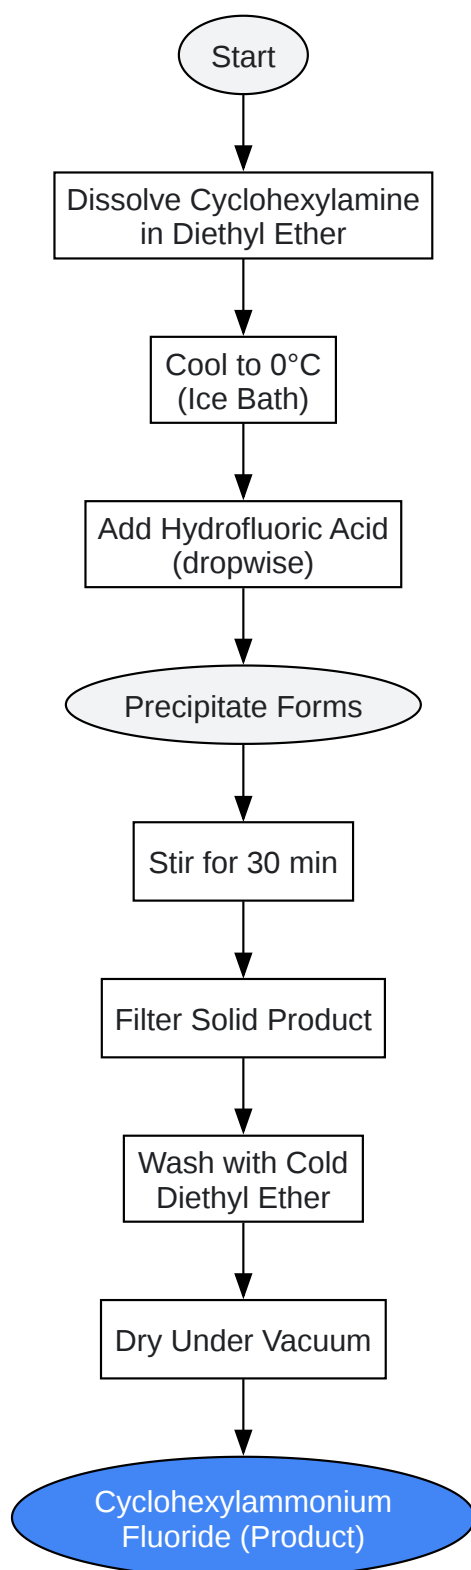 Start
Dissolve Cyclohexylamine
in Diethyl Ether
Cool to 0°C
(Ice Bath)
Add Hydrofluoric Acid
(dropwise)
Precipitate Forms
Stir for 30 min
Filter Solid Product
Wash with Cold
Diethyl Ether
Dry Under Vacuum
Cyclohexylammonium
Fluoride (Product)